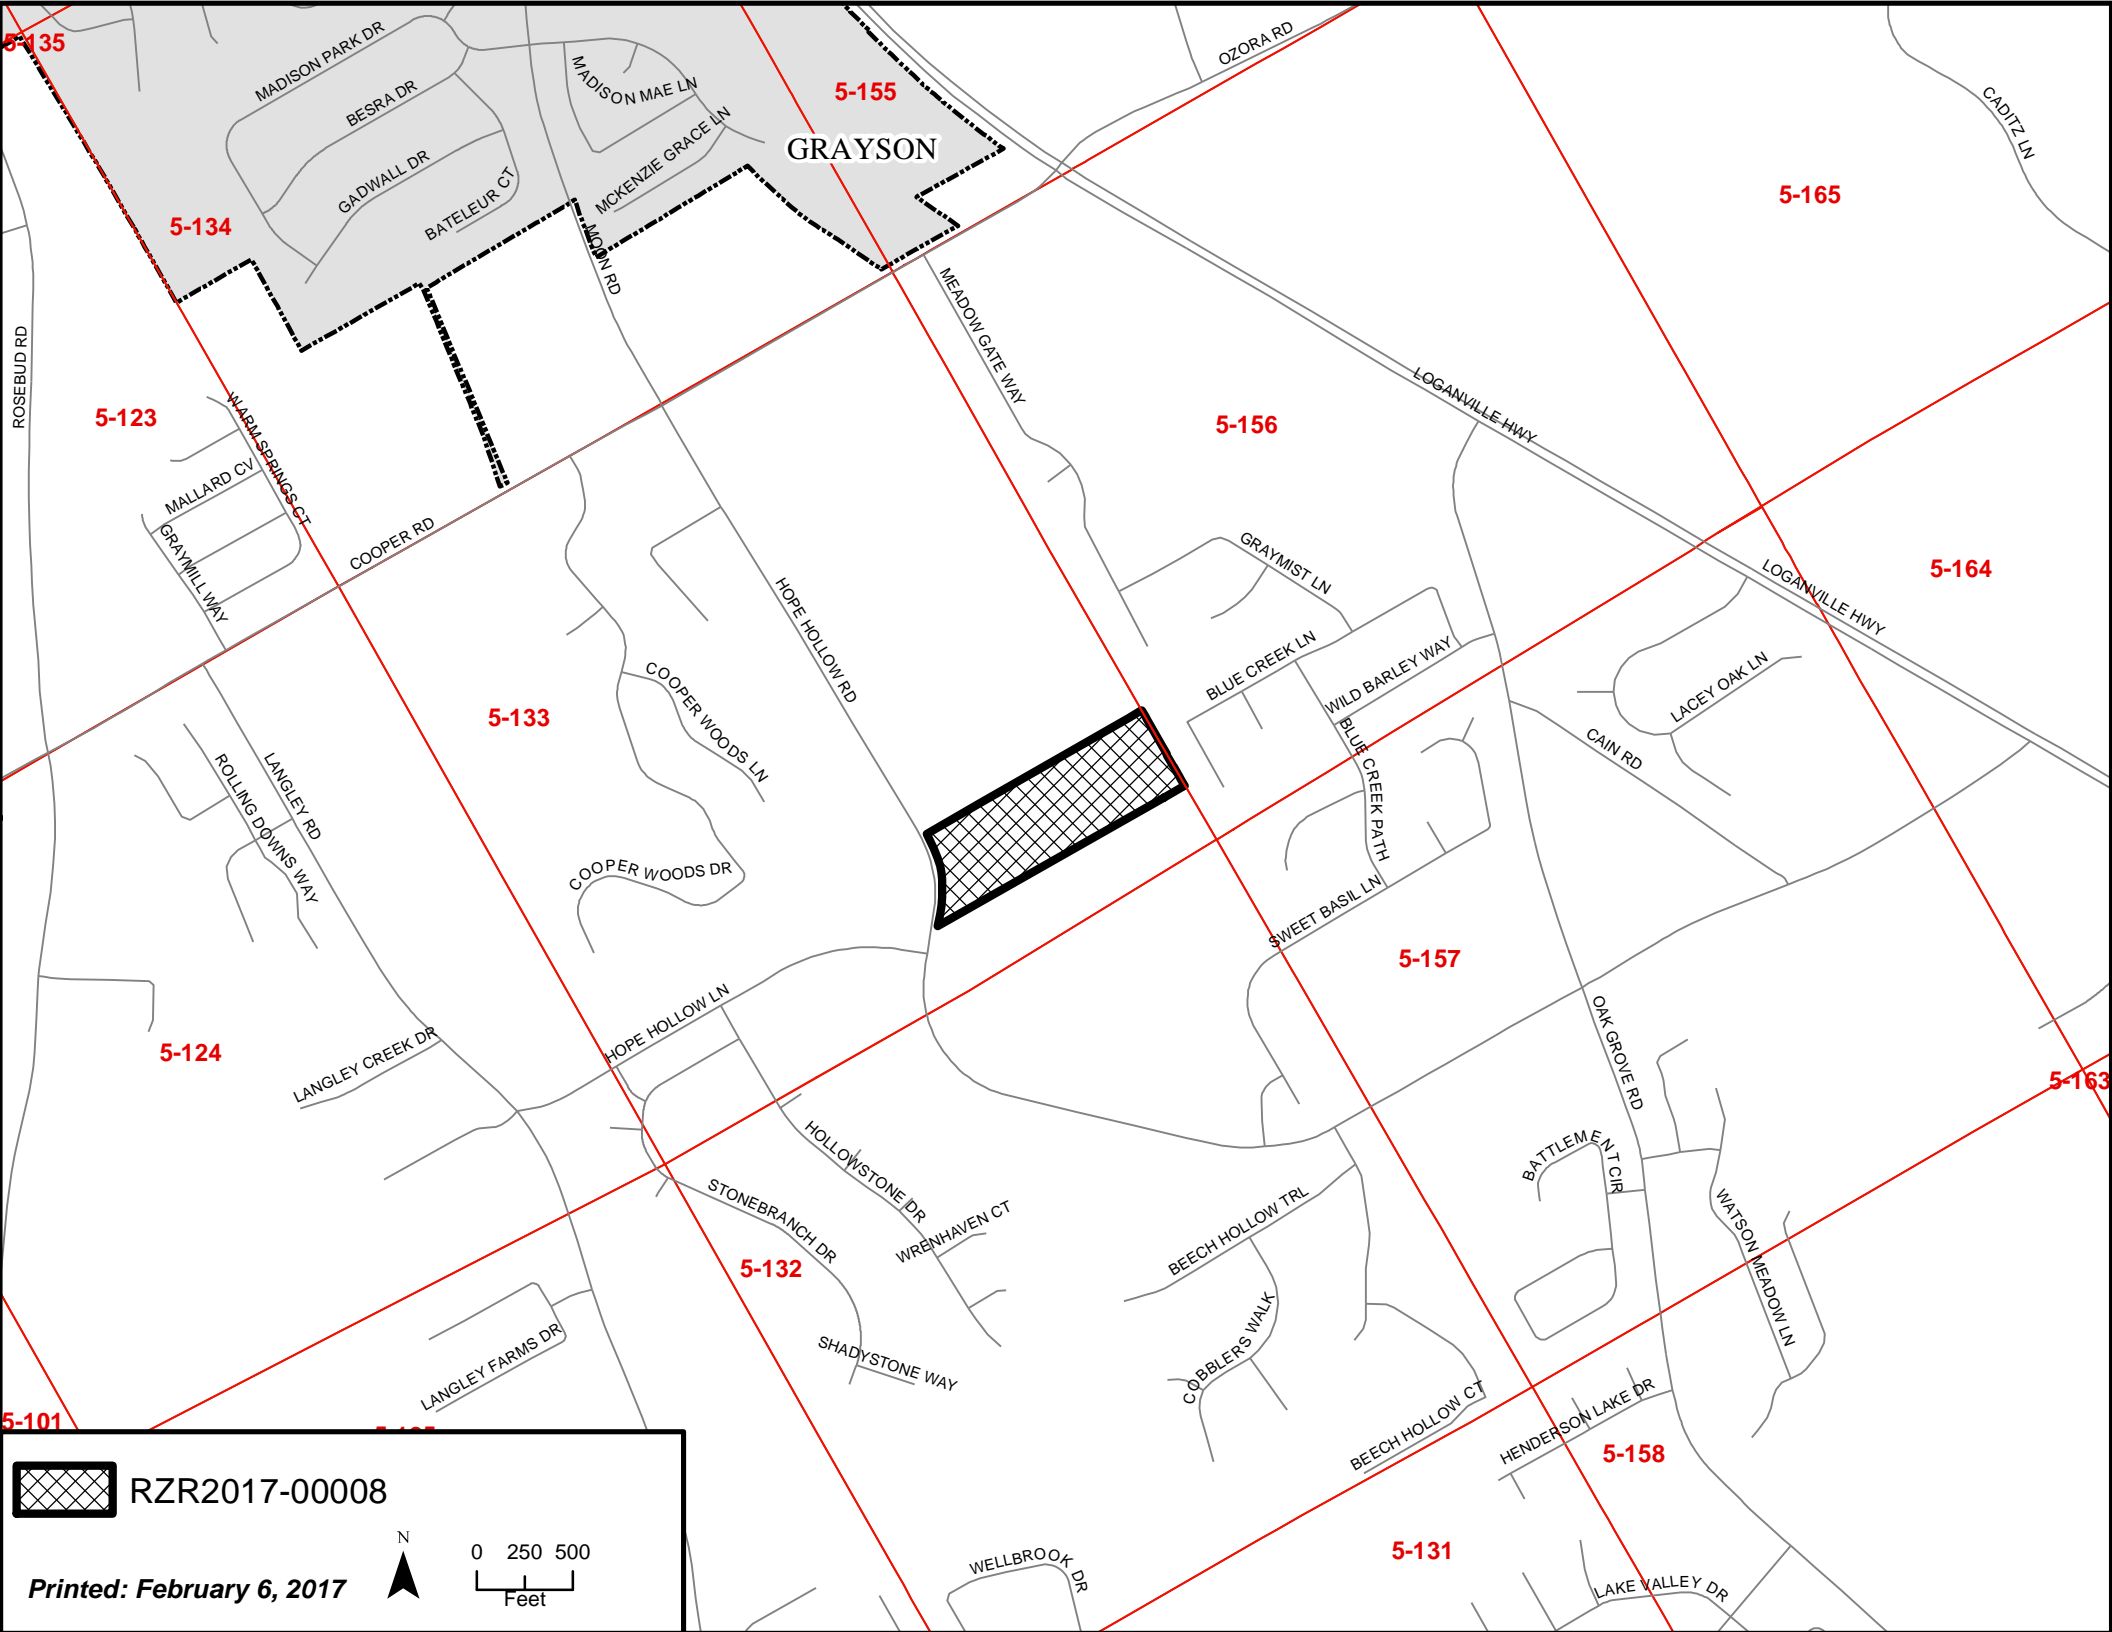 5-135
MADISON PARK DR
BESRA DR
GADWALL DR
BATELEUR CT
MADISON MAE LN
MCKENZIE GRACE LN
5-155
GRAYSON
OZORA RD
CADITZ LN
5-165
5-134
MOON RD
MEADOW GATE WAY
ROSEBUD RD
5-123
WARM SPRINGS CT
MALLARD CV
GRAYMILL WAY
COOPER RD
5-156
LOGANVILLE HWY
LOGANVILLE HWY
5-164
GRAYMIST LN
HOPE HOLLOW RD
BLUE CREEK LN
WILD BARLEY WAY
LACEY OAK LN
CAIN RD
5-133
COOPER WOODS LN
LANGLEY RD
ROLLING DOWNS WAY
BLUE CREEK PATH
COOPER WOODS DR
SWEET BASIL LN
5-157
HOPE HOLLOW LN
OAK GROVE RD
5-124
LANGLEY CREEK DR
5-163
HOLLOWSTONE DR
BATTLEMENT CIR
STONEBRANCH DR
WRENHAVEN CT
BEECH HOLLOW TRL
WATSON MEADOW LN
5-132
COBBLERS WALK
LANGLEY FARMS DR
SHADYSTONE WAY
BEECH HOLLOW CT
HENDERSON LAKE DR
5-101
5-158
5-131
WELLBROOK DR
LAKE VALLEY DR
RZR2017-00008
N
0 250 500
Feet
Printed: February 6, 2017